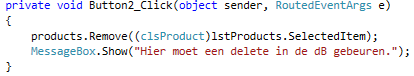 private void Button2_Click(object sender, RoutedEventArgs e)
{
products.Remove((clsProduct)lstProducts.SelectedItem);
MessageBox.Show("Hier moet een delete in de dB gebeuren.");
}